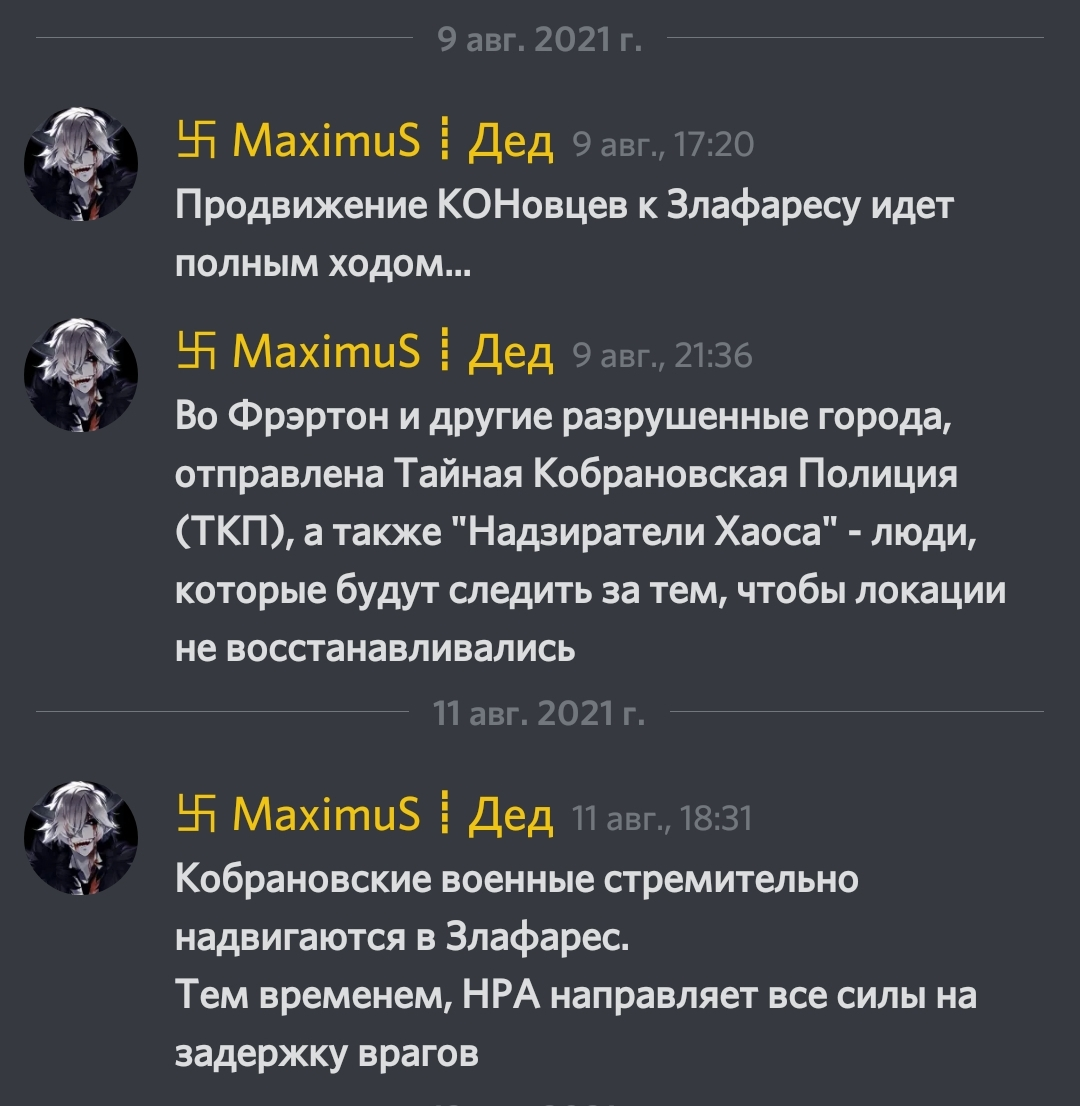 9 авг. 2021 г.
卐 MaximuS ┋ Дед 9 авг., 17:20
Продвижение КОНовцев к Злафаресу идет
полным ходом...
卐 MaximuS ┋ Дед 9 авг., 21:36
Во Фрэртон и другие разрушенные города,
отправлена Тайная Кобрановская Полиция
(ТКП), а также "Надзиратели Хаоса" - люди,
которые будут следить за тем, чтобы локации
не восстанавливались
11 авг. 2021 г.
卐 MaximuS ┋ Дед 11 авг., 18:31
Кобрановские военные стремительно
надвигаются в Злафарес.
Тем временем, НРА направляет все силы на
задержку врагов